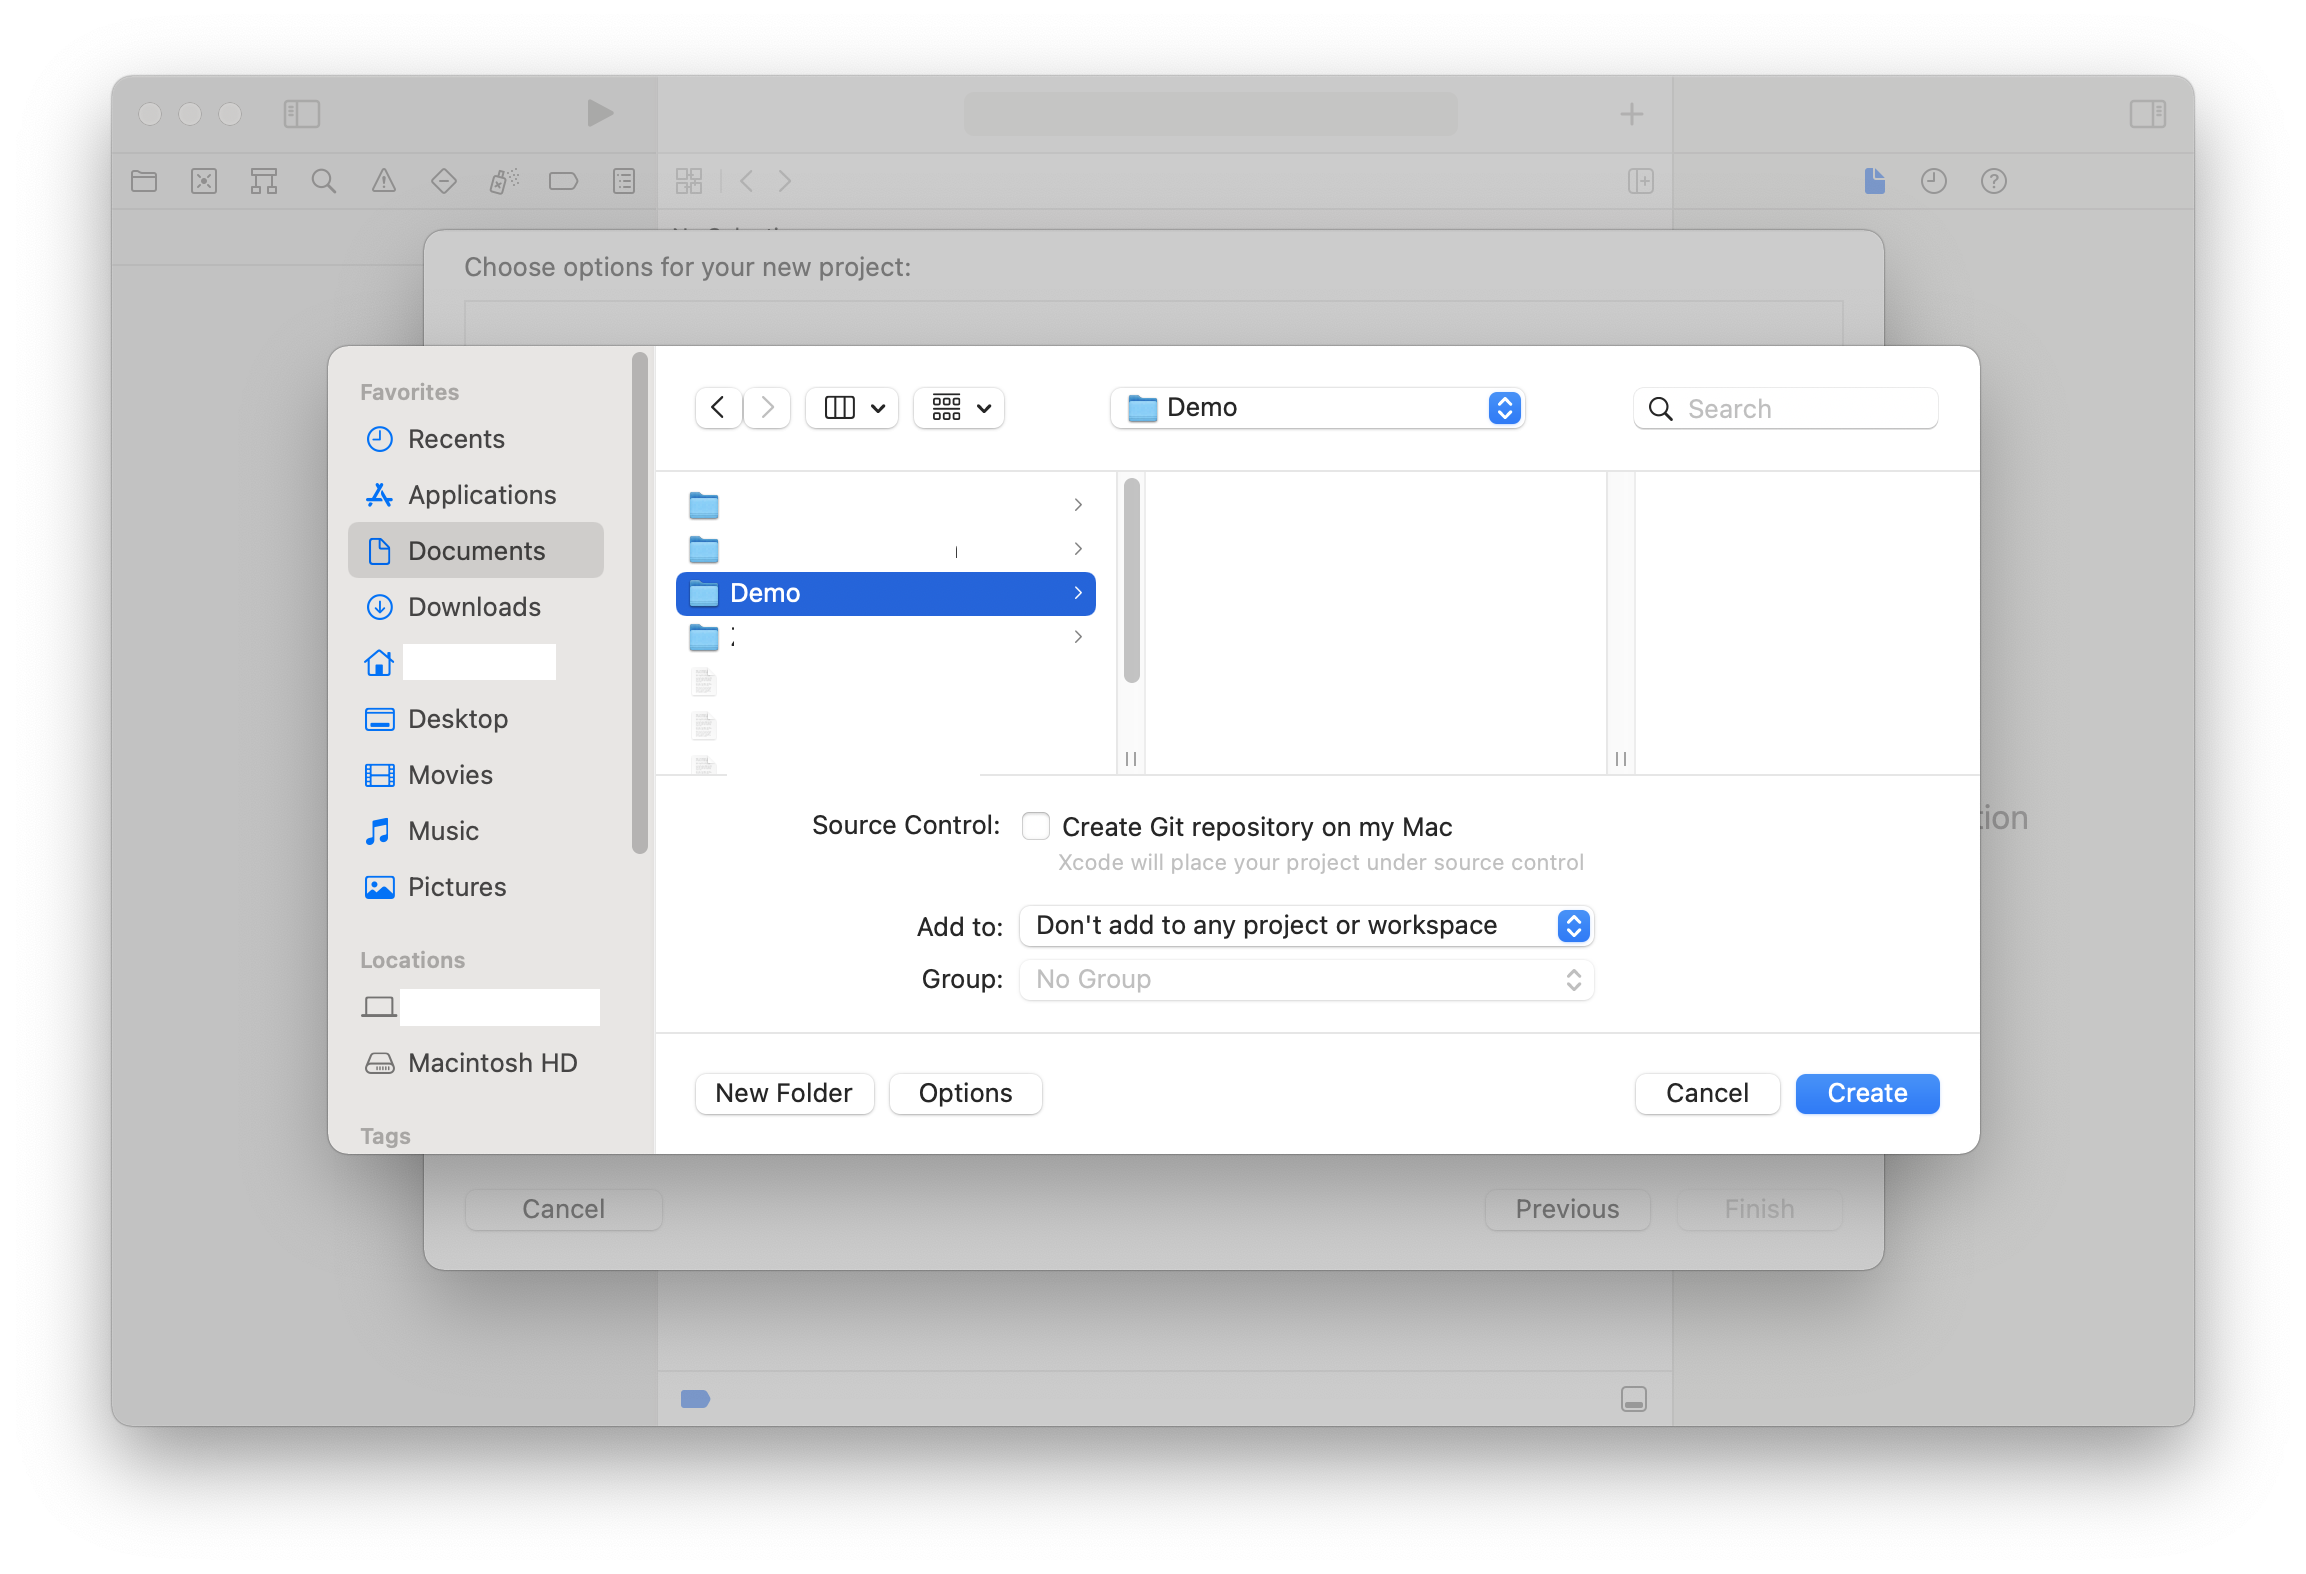 Choose options for your new project:
Favorites
Recents
Applications
Documents
Downloads
Desktop
Movies
Music
Pictures
Locations
Macintosh HD
Tags
Demo
Search
Demo
Source Control:
Create Git repository on my Mac
Xcode will place your project under source control
Add to:
Don't add to any project or workspace
Group:
No Group
New Folder
Options
Cancel
Create
Cancel
Previous
Finish